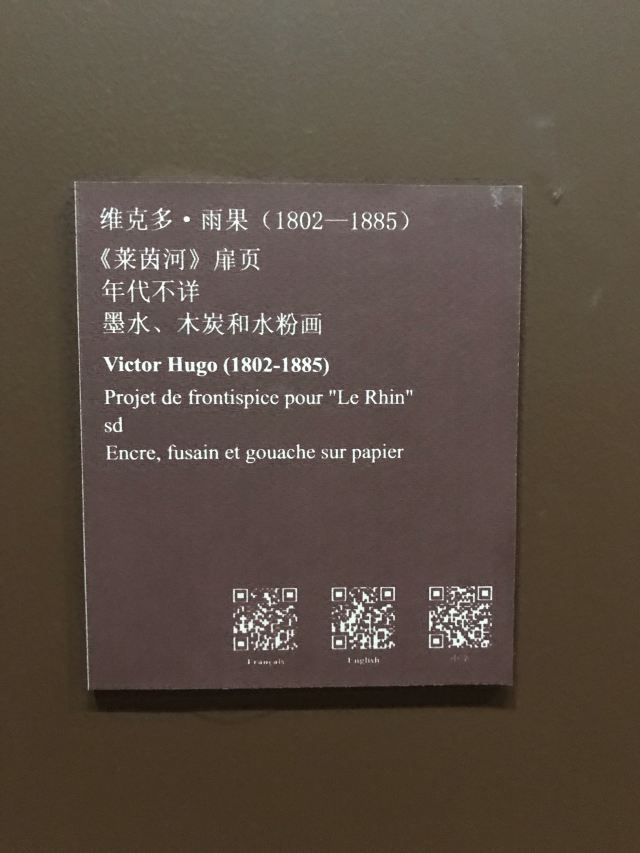 维克多·雨果（1802—1885）
《莱茵河》扉页
年代不详
墨水、木炭和水粉画
Victor Hugo (1802-1885)
Projet de frontispice pour "Le Rhin"
sd
Encre, fusain et gouache sur papier
Français
English